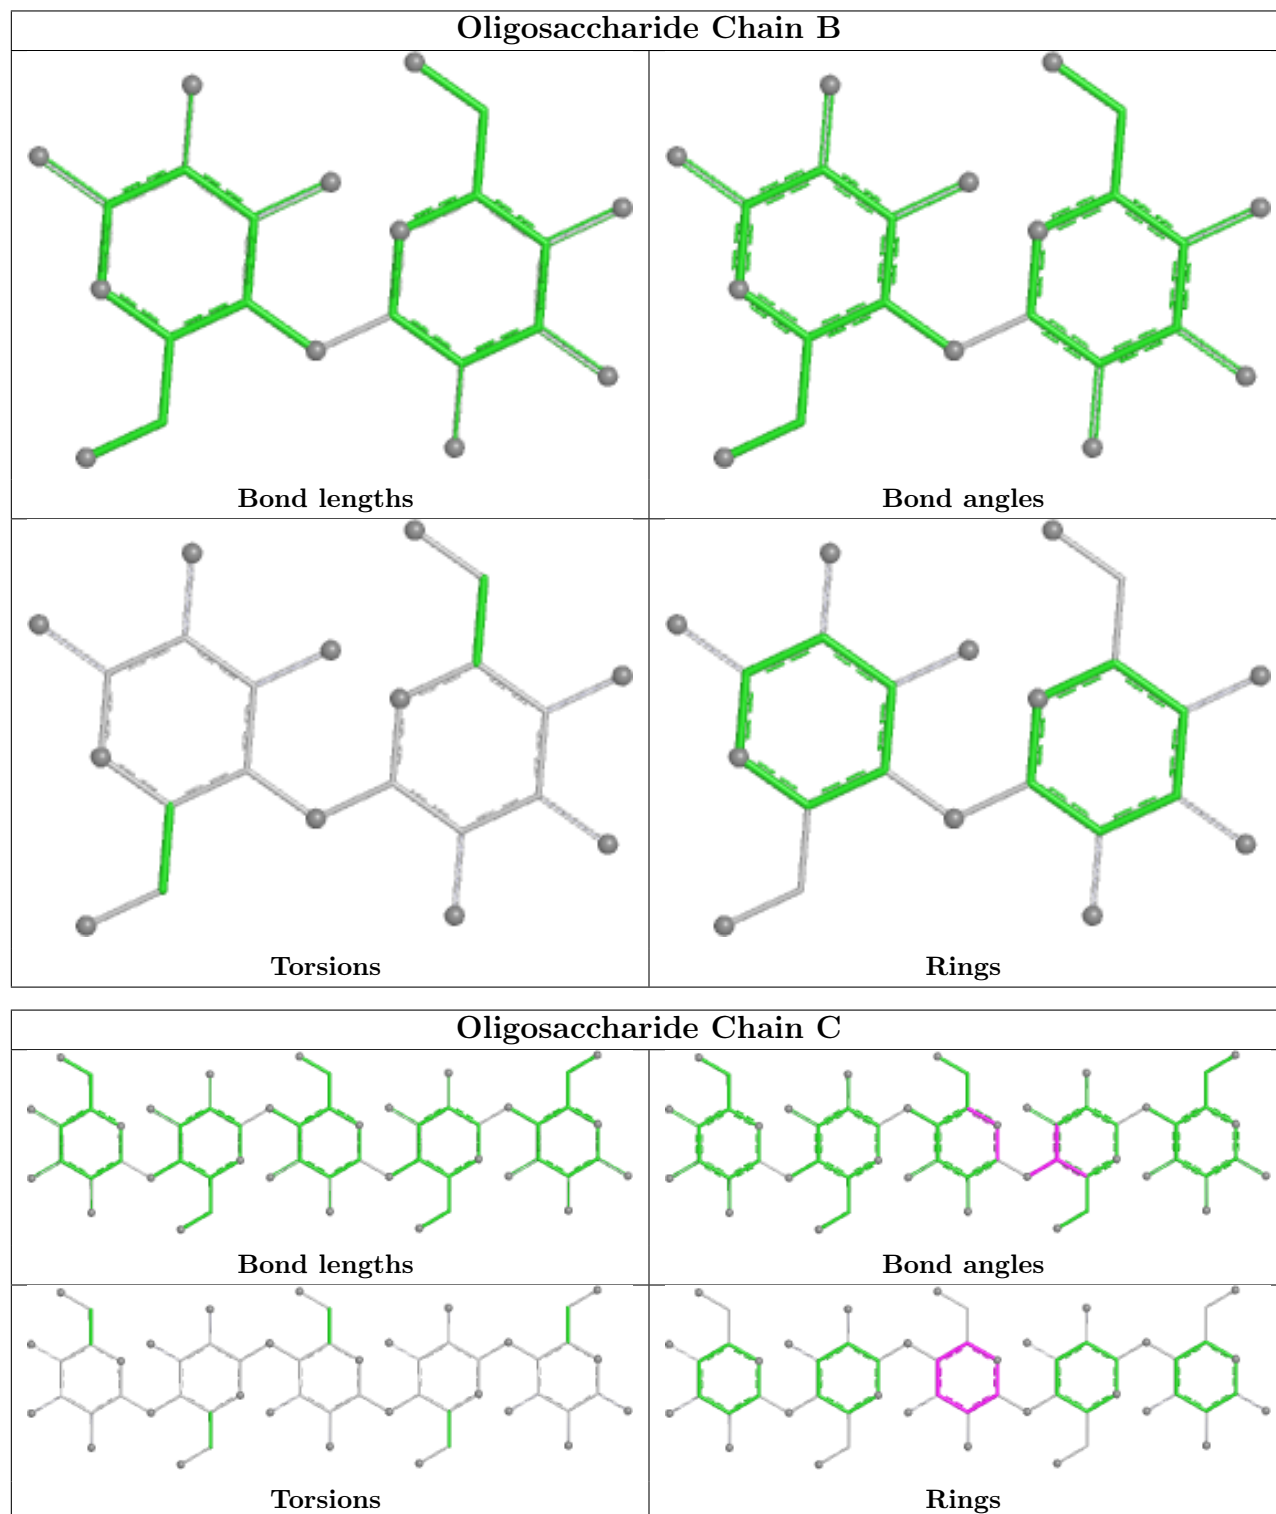 Oligosaccharide Chain B
Bond lengths
Bond angles
Torsions
Rings
Oligosaccharide Chain C
Bond lengths
Bond angles
Torsions
Rings